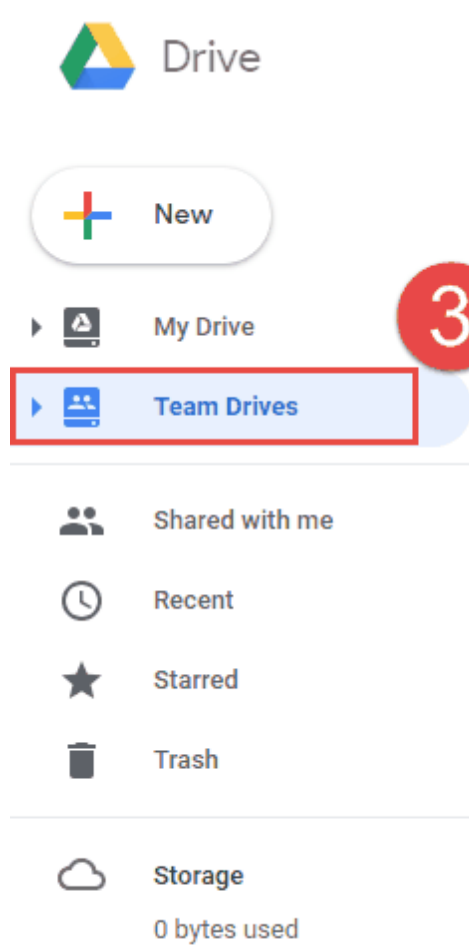 Drive
New
My Drive
3
Team Drives
Shared with me
Recent
Starred
Trash
Storage
0 bytes used